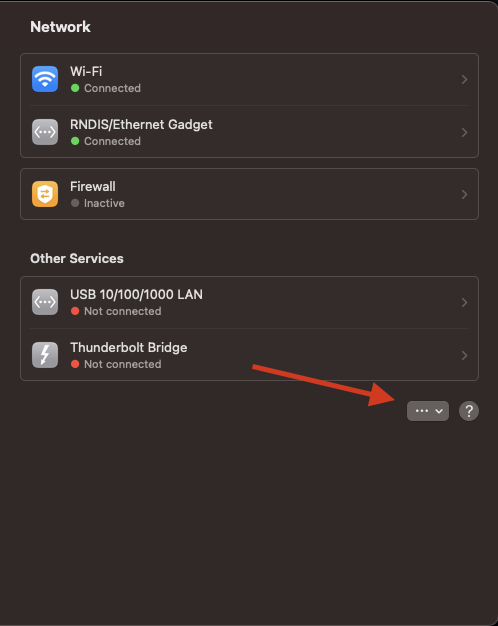 Network
Wi-Fi
Connected
RNDIS/Ethernet Gadget
Connected
Firewall
Inactive
Other Services
USB 10/100/1000 LAN
Not connected
Thunderbolt Bridge
Not connected
?